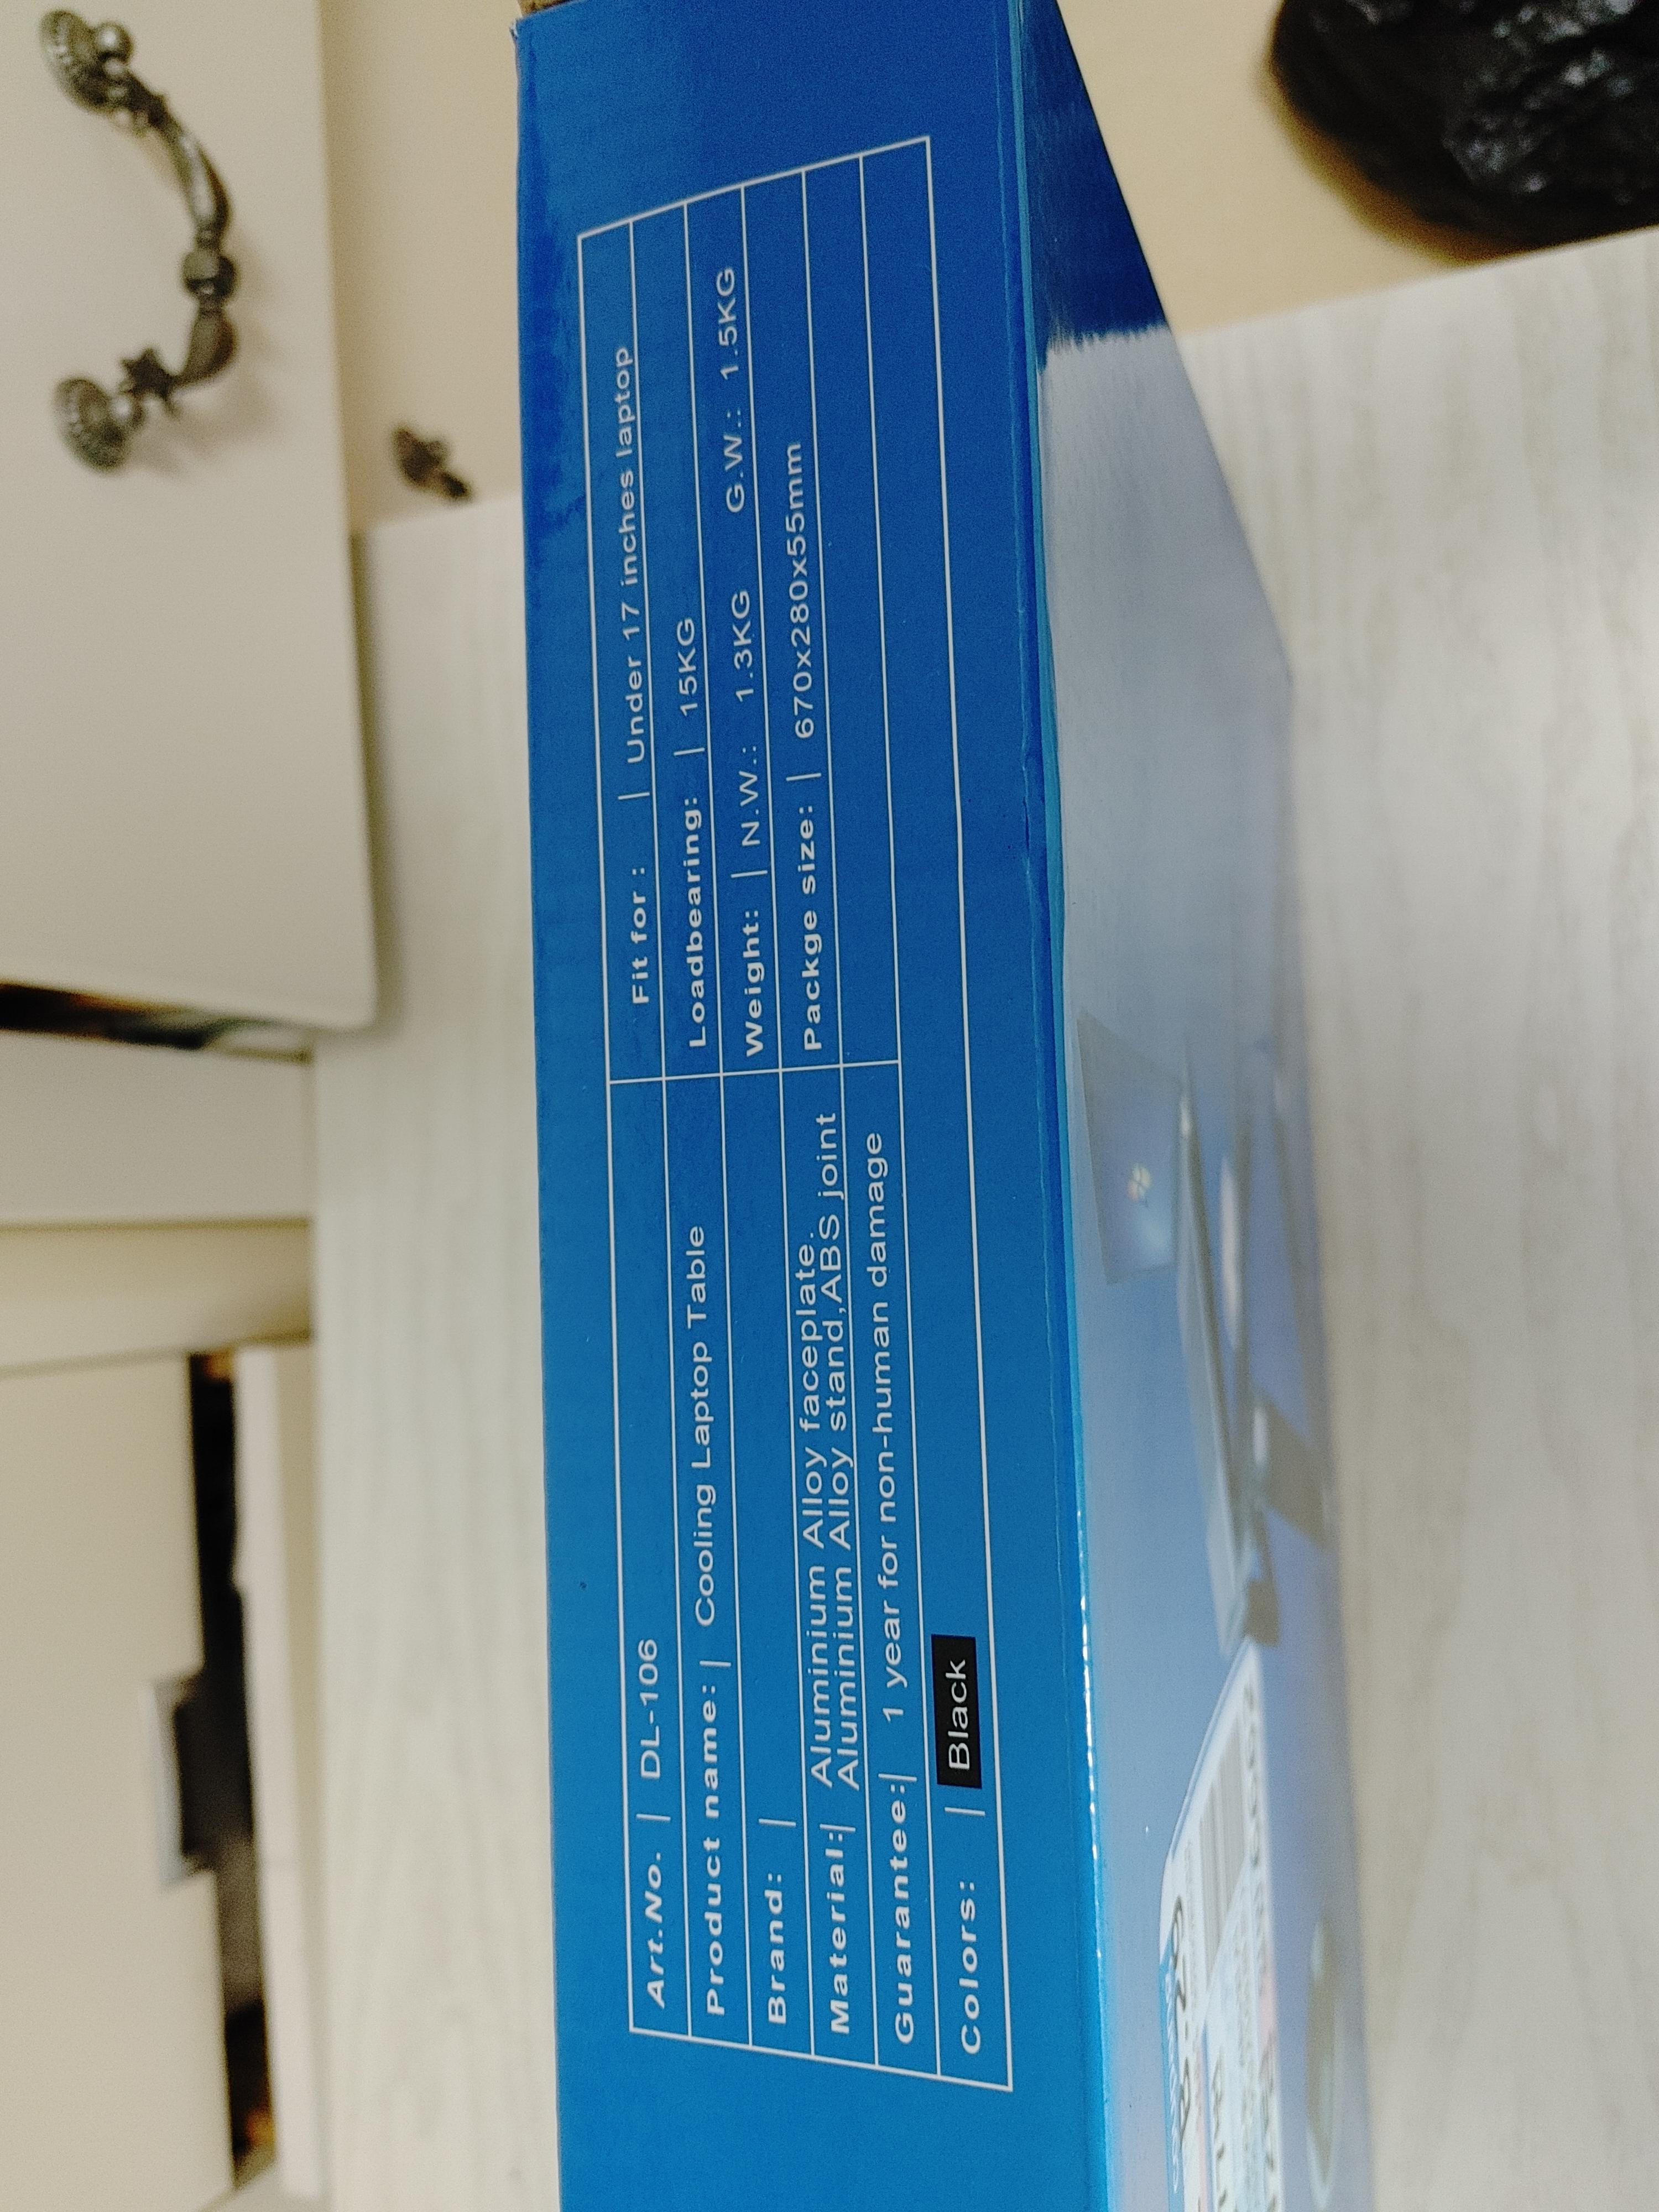 Art.No. | DL-106
Fit for : | Under 17 inches laptop
Product name: | Cooling Laptop Table
Loadbearing: | 15KG
Brand: |
Weight: | N.W.: 1.3KG G.W.: 1.5KG
Material: | Aluminium Alloy faceplate.
Aluminium Alloy stand,ABS joint
Packge size: | 670x280x55mm
Guarantee: | 1 year for non-human damage
Colors: | Black